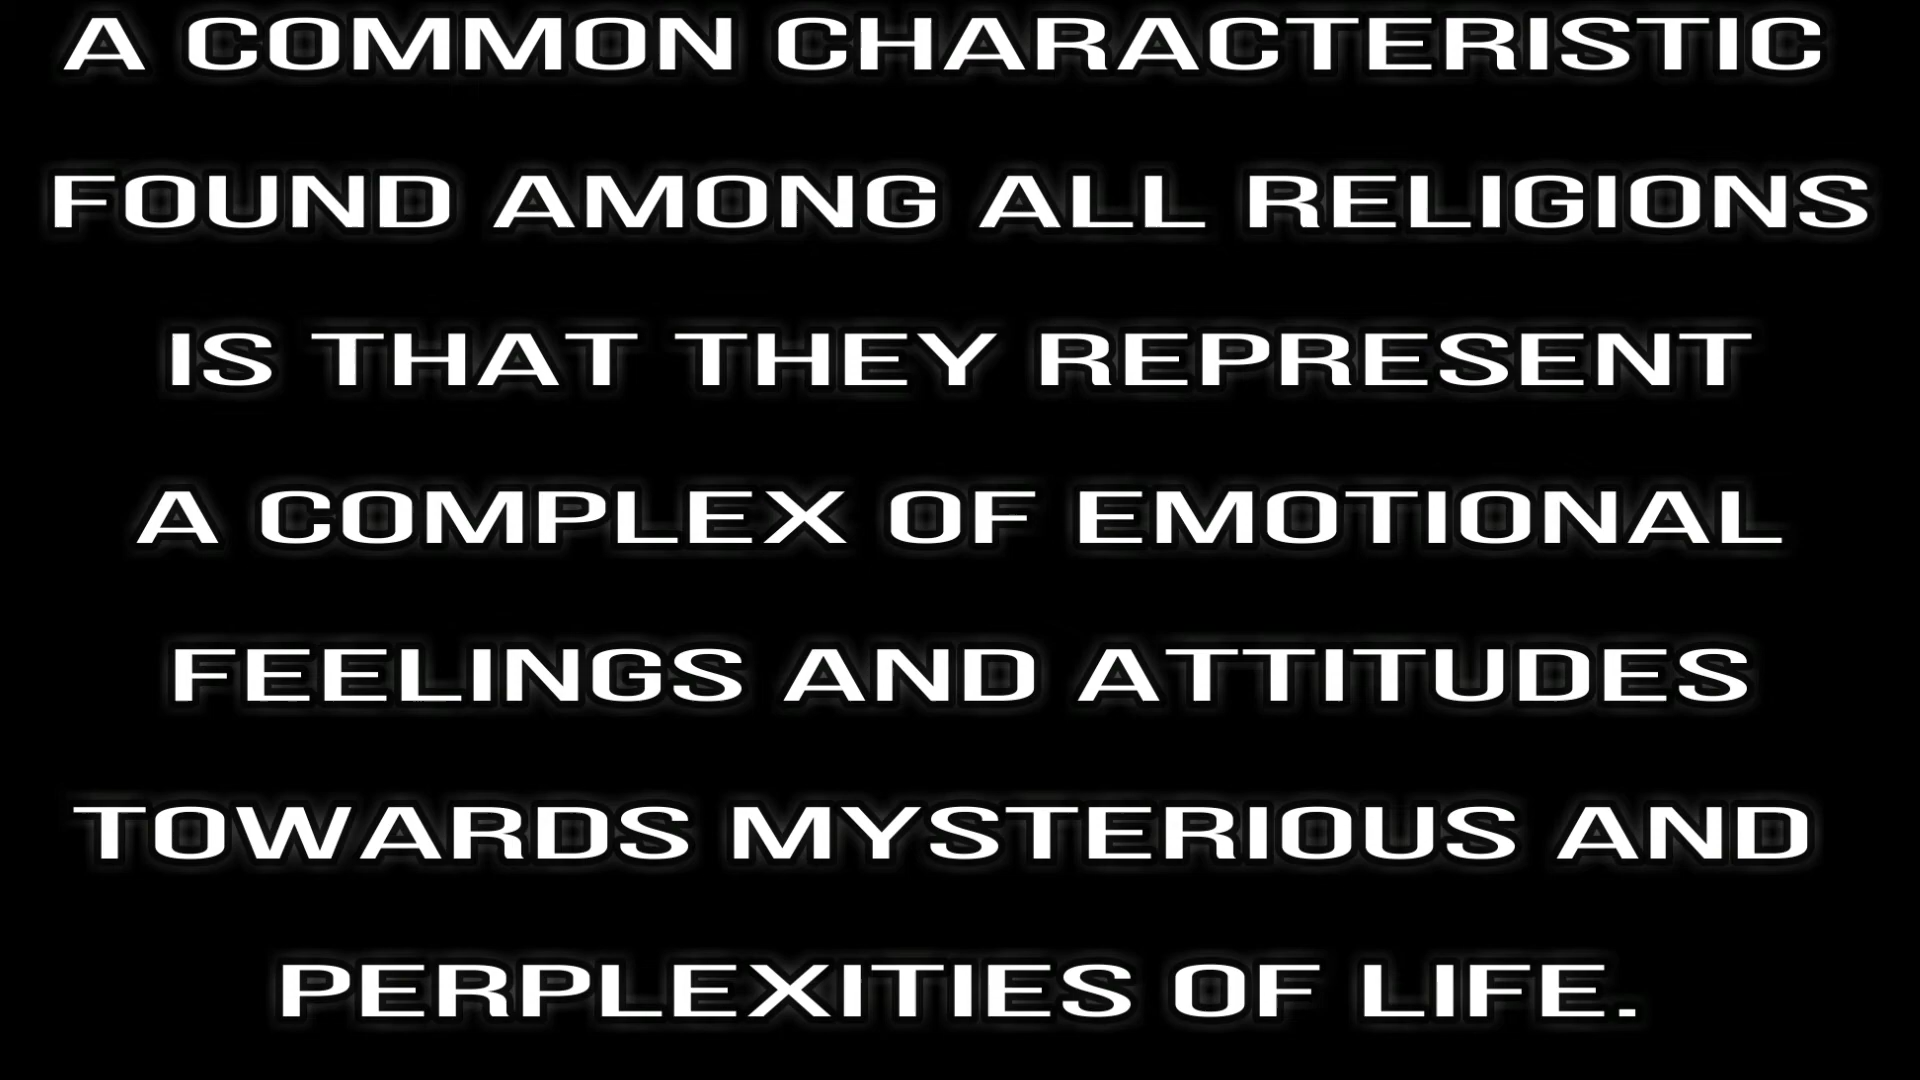 A COMMON CHARACTERISTIC
FOUND AMONG ALL RELIGIONS
IS THAT THEY REPRESENT
A COMPLEX OF EMOTIONAL
FEELINGS AND ATTITUDES
TOWARDS MYSTERIOUS AND
PERPLEXITIES OF LIFE.